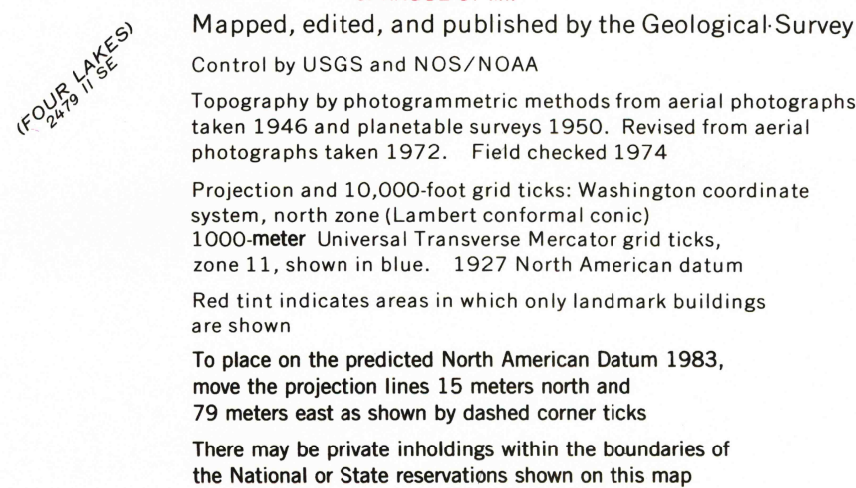 (FOUR LAKES)
2479 II SE
Mapped, edited, and published by the Geological Survey
Control by USGS and NOS/NOAA
Topography by photogrammetric methods from aerial photographs
taken 1946 and planetable surveys 1950. Revised from aerial
photographs taken 1972. Field checked 1974
Projection and 10,000-foot grid ticks: Washington coordinate
system, north zone (Lambert conformal conic)
1000-meter Universal Transverse Mercator grid ticks,
zone 11, shown in blue. 1927 North American datum
Red tint indicates areas in which only landmark buildings
are shown
To place on the predicted North American Datum 1983,
move the projection lines 15 meters north and
79 meters east as shown by dashed corner ticks
There may be private inholdings within the boundaries of
the National or State reservations shown on this map